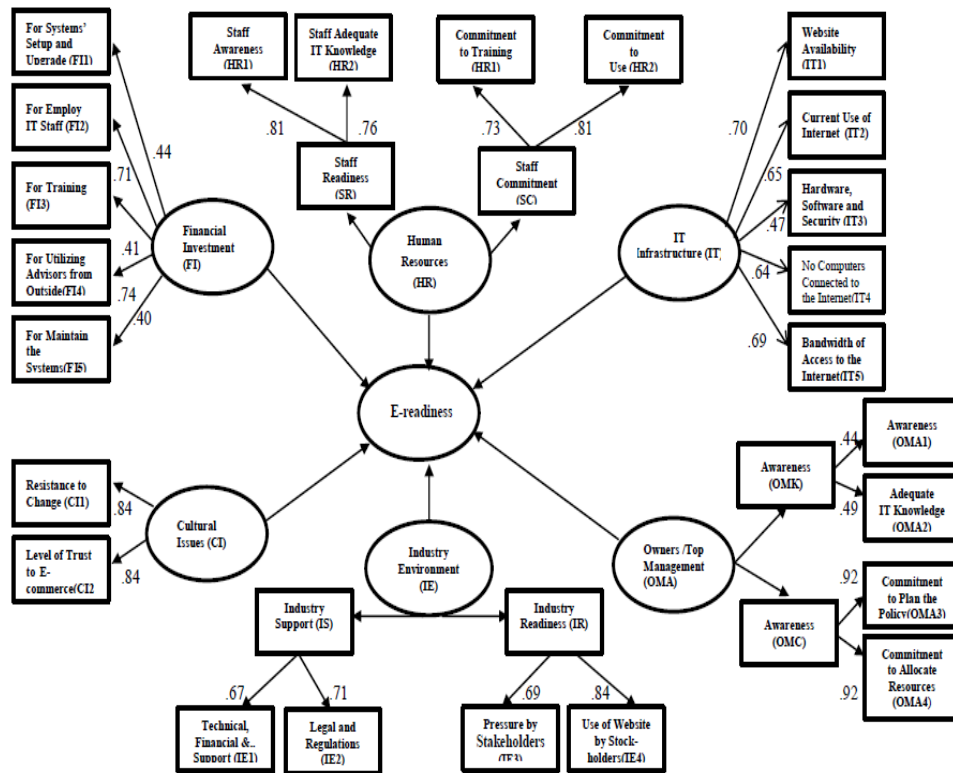 For Systems'
Setup and
Upgrade (FI1)
For Employ
IT Staff (FI2)
For Training
(FI3)
For Utilizing
Advisors from
Outside(FI4)
For Maintain
the
Systems(FI5)
.44
.71
.41
.74
.40
Financial
Investment
(FI)
Staff
Awareness
(HR1)
Staff Adequate
IT Knowledge
(HR2)
.81
.76
Staff
Readiness
(SR)
Commitment
to Training
(HR1)
Commitment
to
Use (HR2)
.73
.81
Staff
Commitment
(SC)
Human
Resources
(HR)
Website
Availability
(IT1)
Current Use of
Internet (IT2)
Hardware,
Software and
Security (IT3)
No Computers
Connected to
the Internet(IT4
Bandwidth of
Access to the
Internet(IT5)
.70
.65
.47
.64
.69
IT
Infrastructure (IT)
E-readiness
Resistance to
Change (CI1)
Level of Trust
to E-
commerce(CI2
.84
.84
Cultural
Issues (CI)
Industry
Environment
(IE)
Industry
Support (IS)
Industry
Readiness (IR)
.67
.71
.69
.84
Technical,
Financial &..
Support (IE1)
Legal and
Regulations
(IE2)
Pressure by
Stakeholders
(IE3)
Use of Website
by Stock-
holders(IE4)
Owners /Top
Management
(OMA)
Awareness
(OMK)
Awareness
(OMC)
.44
.49
.92
.92
Awareness
(OMA1)
Adequate
IT Knowledge
(OMA2)
Commitment
to Plan the
Policy(OMA3)
Commitment
to Allocate
Resources
(OMA4)